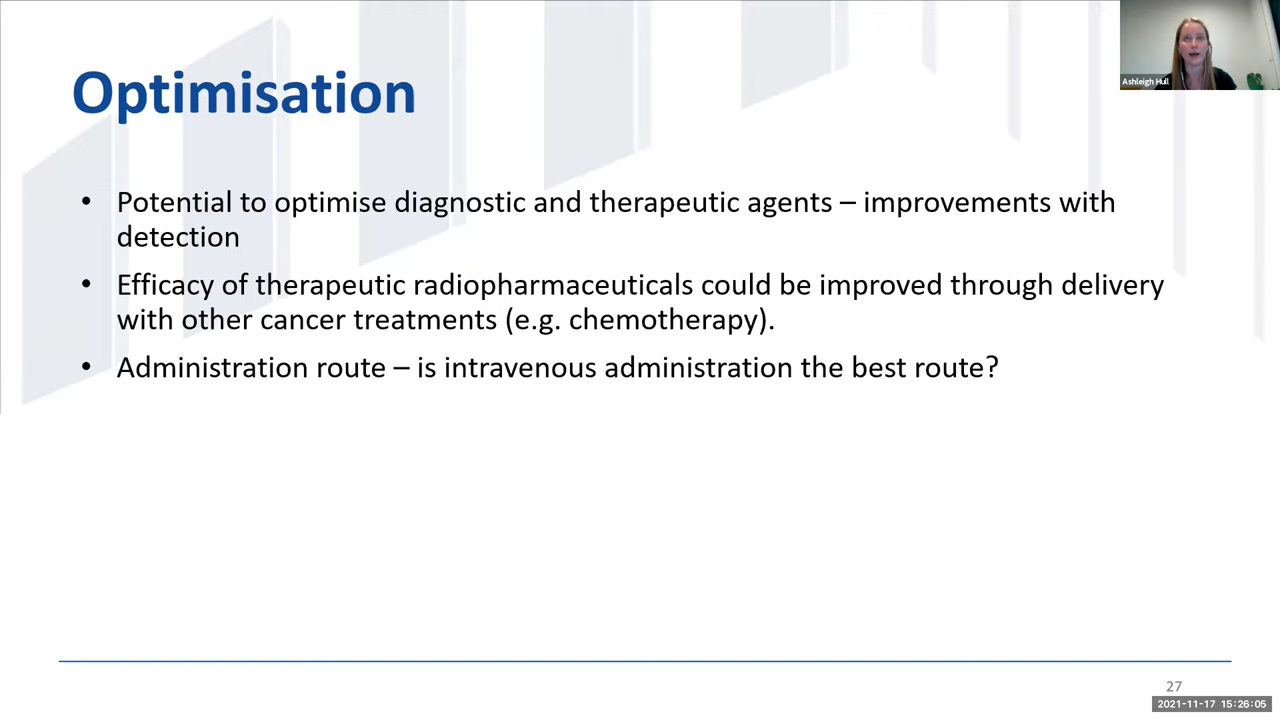 Optimisation
Ashleigh Hull
• Potential to optimise diagnostic and therapeutic agents – improvements with
detection
• Efficacy of therapeutic radiopharmaceuticals could be improved through delivery
with other cancer treatments (e.g. chemotherapy).
• Administration route – is intravenous administration the best route?
27
2021-11-17 15:26:05